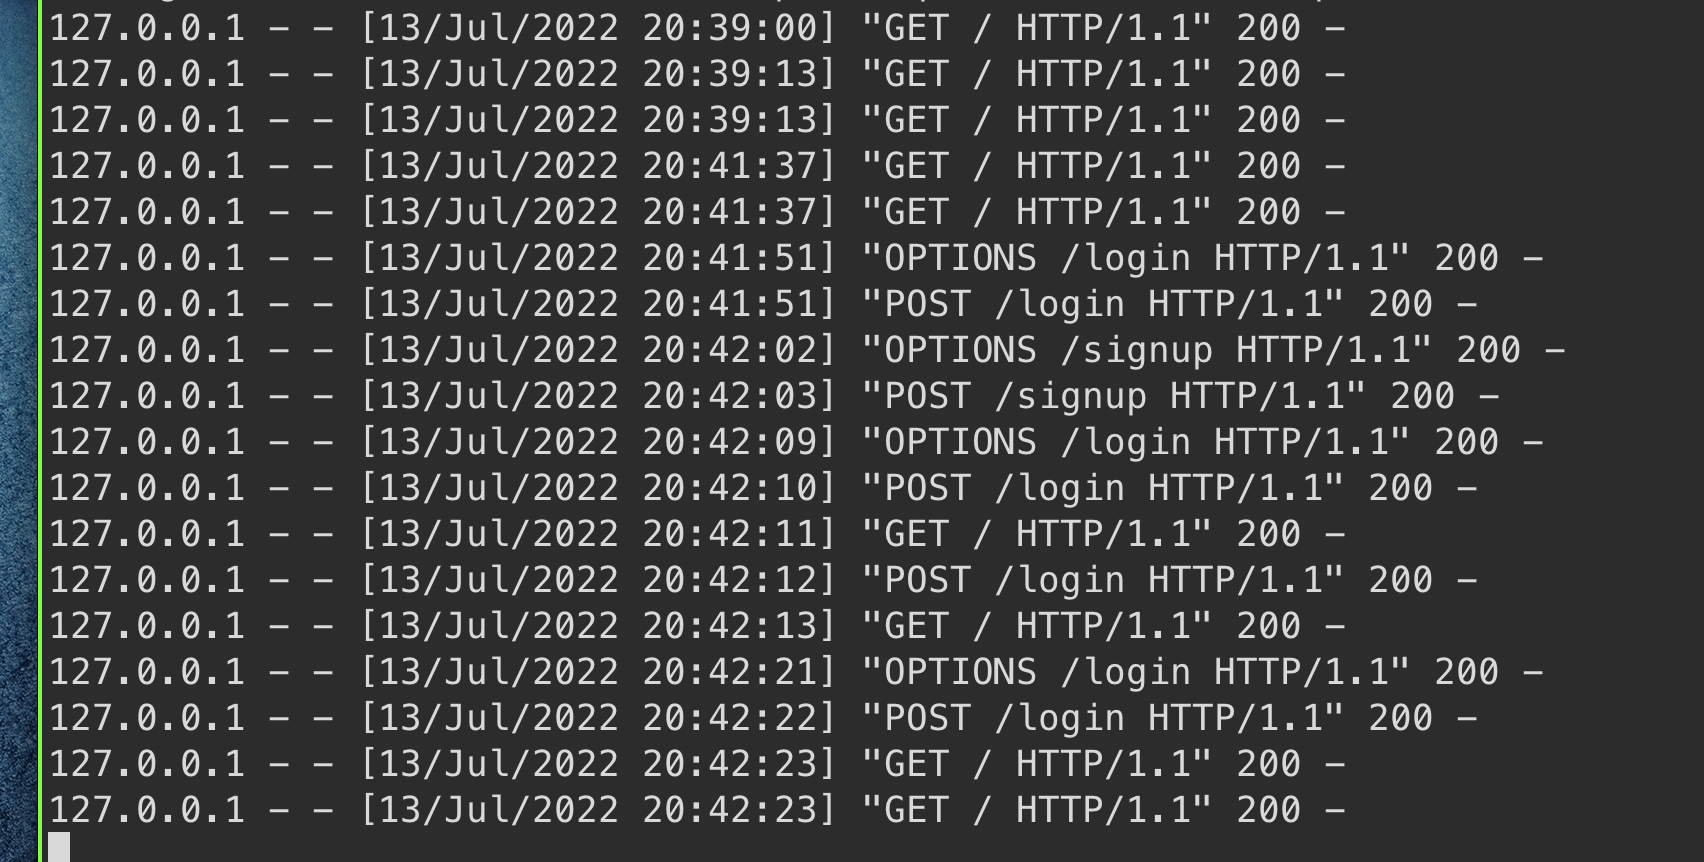 127.0.0.1 - - [13/Jul/2022 20:39:00] "GET / HTTP/1.1" 200 -
127.0.0.1 - - [13/Jul/2022 20:39:13] "GET / HTTP/1.1" 200 -
127.0.0.1 - - [13/Jul/2022 20:39:13] "GET / HTTP/1.1" 200 -
127.0.0.1 - - [13/Jul/2022 20:41:37] "GET / HTTP/1.1" 200 -
127.0.0.1 - - [13/Jul/2022 20:41:37] "GET / HTTP/1.1" 200 -
127.0.0.1 - - [13/Jul/2022 20:41:51] "OPTIONS /login HTTP/1.1" 200 -
127.0.0.1 - - [13/Jul/2022 20:41:51] "POST /login HTTP/1.1" 200 -
127.0.0.1 - - [13/Jul/2022 20:42:02] "OPTIONS /signup HTTP/1.1" 200 -
127.0.0.1 - - [13/Jul/2022 20:42:03] "POST /signup HTTP/1.1" 200 -
127.0.0.1 - - [13/Jul/2022 20:42:09] "OPTIONS /login HTTP/1.1" 200 -
127.0.0.1 - - [13/Jul/2022 20:42:10] "POST /login HTTP/1.1" 200 -
127.0.0.1 - - [13/Jul/2022 20:42:11] "GET / HTTP/1.1" 200 -
127.0.0.1 - - [13/Jul/2022 20:42:12] "POST /login HTTP/1.1" 200 -
127.0.0.1 - - [13/Jul/2022 20:42:13] "GET / HTTP/1.1" 200 -
127.0.0.1 - - [13/Jul/2022 20:42:21] "OPTIONS /login HTTP/1.1" 200 -
127.0.0.1 - - [13/Jul/2022 20:42:22] "POST /login HTTP/1.1" 200 -
127.0.0.1 - - [13/Jul/2022 20:42:23] "GET / HTTP/1.1" 200 -
127.0.0.1 - - [13/Jul/2022 20:42:23] "GET / HTTP/1.1" 200 -